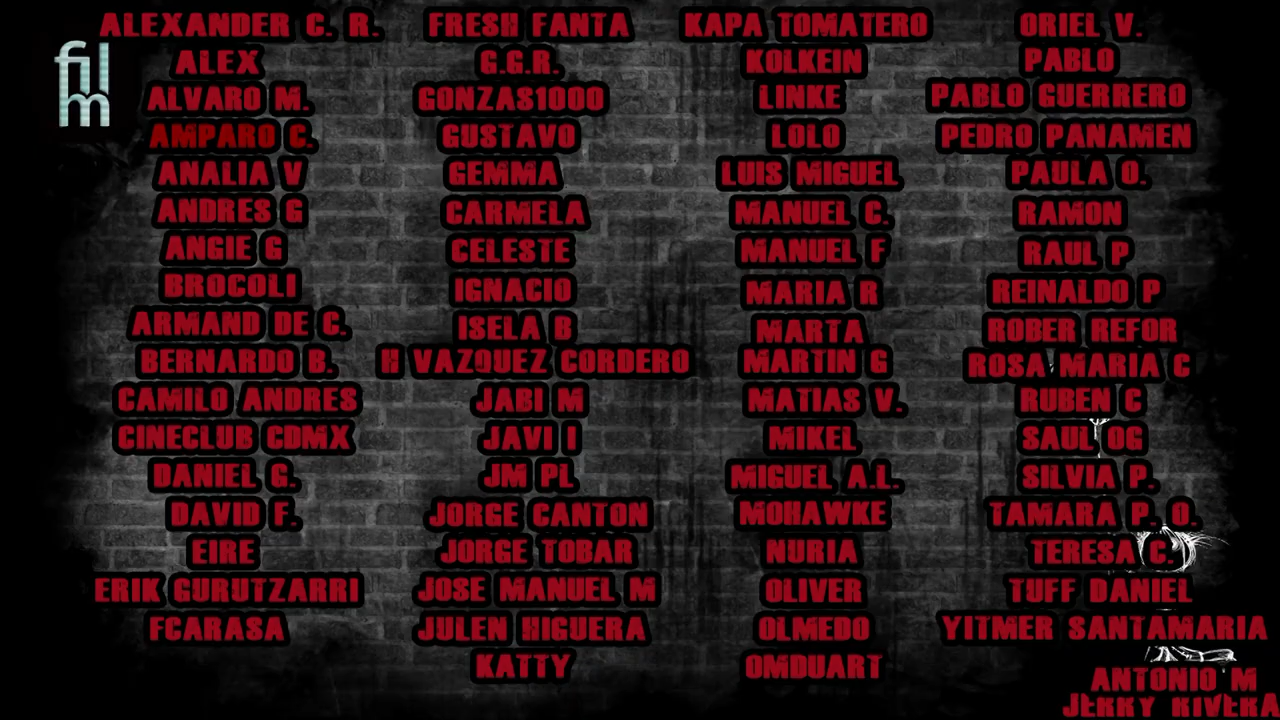 film
ALEXANDER C. R.
ALEX
ALVARO M.
AMPARO C.
ANALIA V
ANDRES G
ANGIE G
BROCOLI
ARMAND DE C.
BERNARDO B.
CAMILO ANDRES
CINECLUB CDMX
DANIEL G.
DAVID F.
EIRE
ERIK GURUTZARRI
FCARASA
FRESH FANTA
G.G.R.
GONZAS1000
GUSTAVO
GEMMA
CARMELA
CELESTE
IGNACIO
ISELA B
H VAZQUEZ CORDERO
JABI M
JAVI I
JM PL
JORGE CANTON
JORGE TOBAR
JOSE MANUEL M
JULEN HIGUERA
KATTY
KAPA TOMATERO
KOLKEIN
LINKE
LOLO
LUIS MIGUEL
MANUEL C.
MANUEL F
MARIA R
MARTA
MARTIN G
MATIAS V.
MIKEL
MIGUEL A.L.
MOHAWKE
NURIA
OLIVER
OLMEDO
OMDUART
ORIEL V.
PABLO
PABLO GUERRERO
PEDRO PANAMEN
PAULA O.
RAMON
RAUL P
REINALDO P
ROBER REFOR
ROSA MARIA C
RUBEN C
SAUL OG
SILVIA P.
TAMARA P. O.
TERESA C.
TUFF DANIEL
YITMER SANTAMARIA
ANTONIO M
JERRY RIVERA